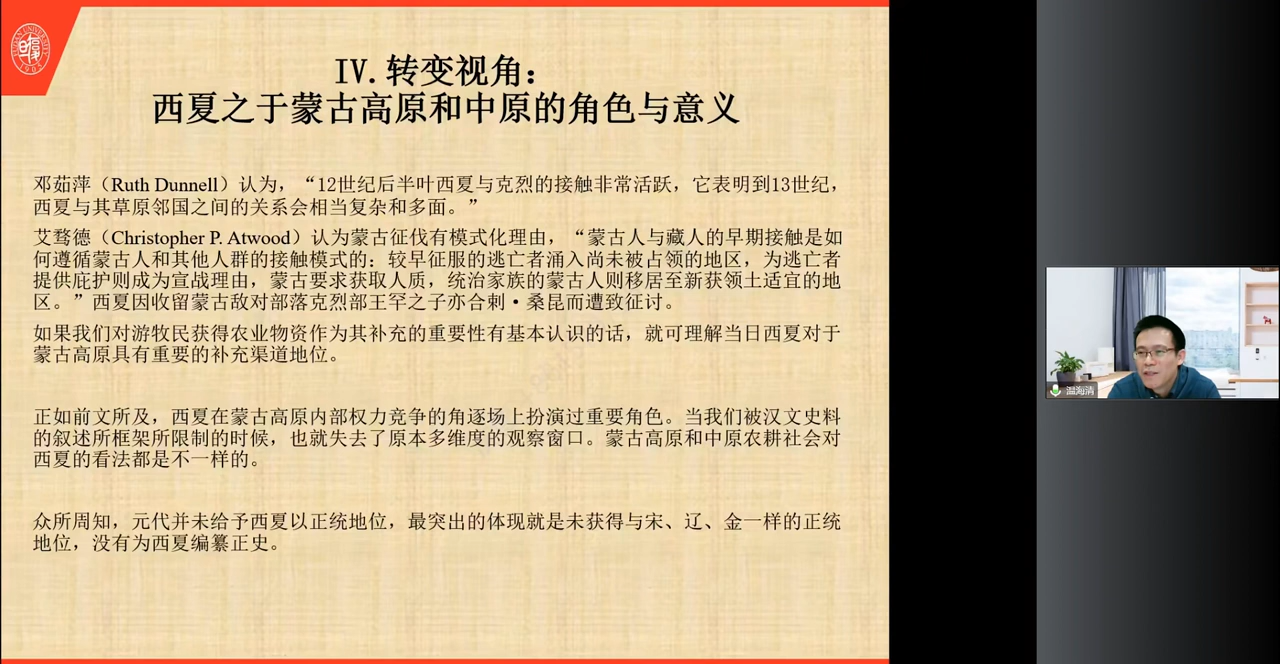 IV.转变视角：
西夏之于蒙古高原和中原的角色与意义
邓茹萍（Ruth Dunnell）认为，“12世纪后半叶西夏与克烈的接触非常活跃，它表明到13世纪，
西夏与其草原邻国之间的关系会相当复杂和多面。”
艾骛德（Christopher P. Atwood）认为蒙古征伐有模式化理由，“蒙古人与藏人的早期接触是如
何遵循蒙古人和其他人群的接触模式的：较早征服的逃亡者涌入尚未被占领的地区，为逃亡者
提供庇护则成为宣战理由，蒙古要求获取人质，统治家族的蒙古人则移居至新获领土适宜的地
区。”西夏因收留蒙古敌对部落克烈部王罕之子亦合刺·桑昆而遭致征讨。
如果我们对游牧民获得农业物资作为其补充的重要性有基本认识的话，就可理解当日西夏对于
蒙古高原具有重要的补充渠道地位。
正如前文所及，西夏在蒙古高原内部权力竞争的角逐场上扮演过重要角色。当我们被汉文史料
的叙述所框架所限制的时候，也就失去了原本多维度的观察窗口。蒙古高原和中原农耕社会对
西夏的看法都是不一样的。
众所周知，元代并未给予西夏以正统地位，最突出的体现就是未获得与宋、辽、金一样的正统
地位，没有为西夏编纂正史。
温海清